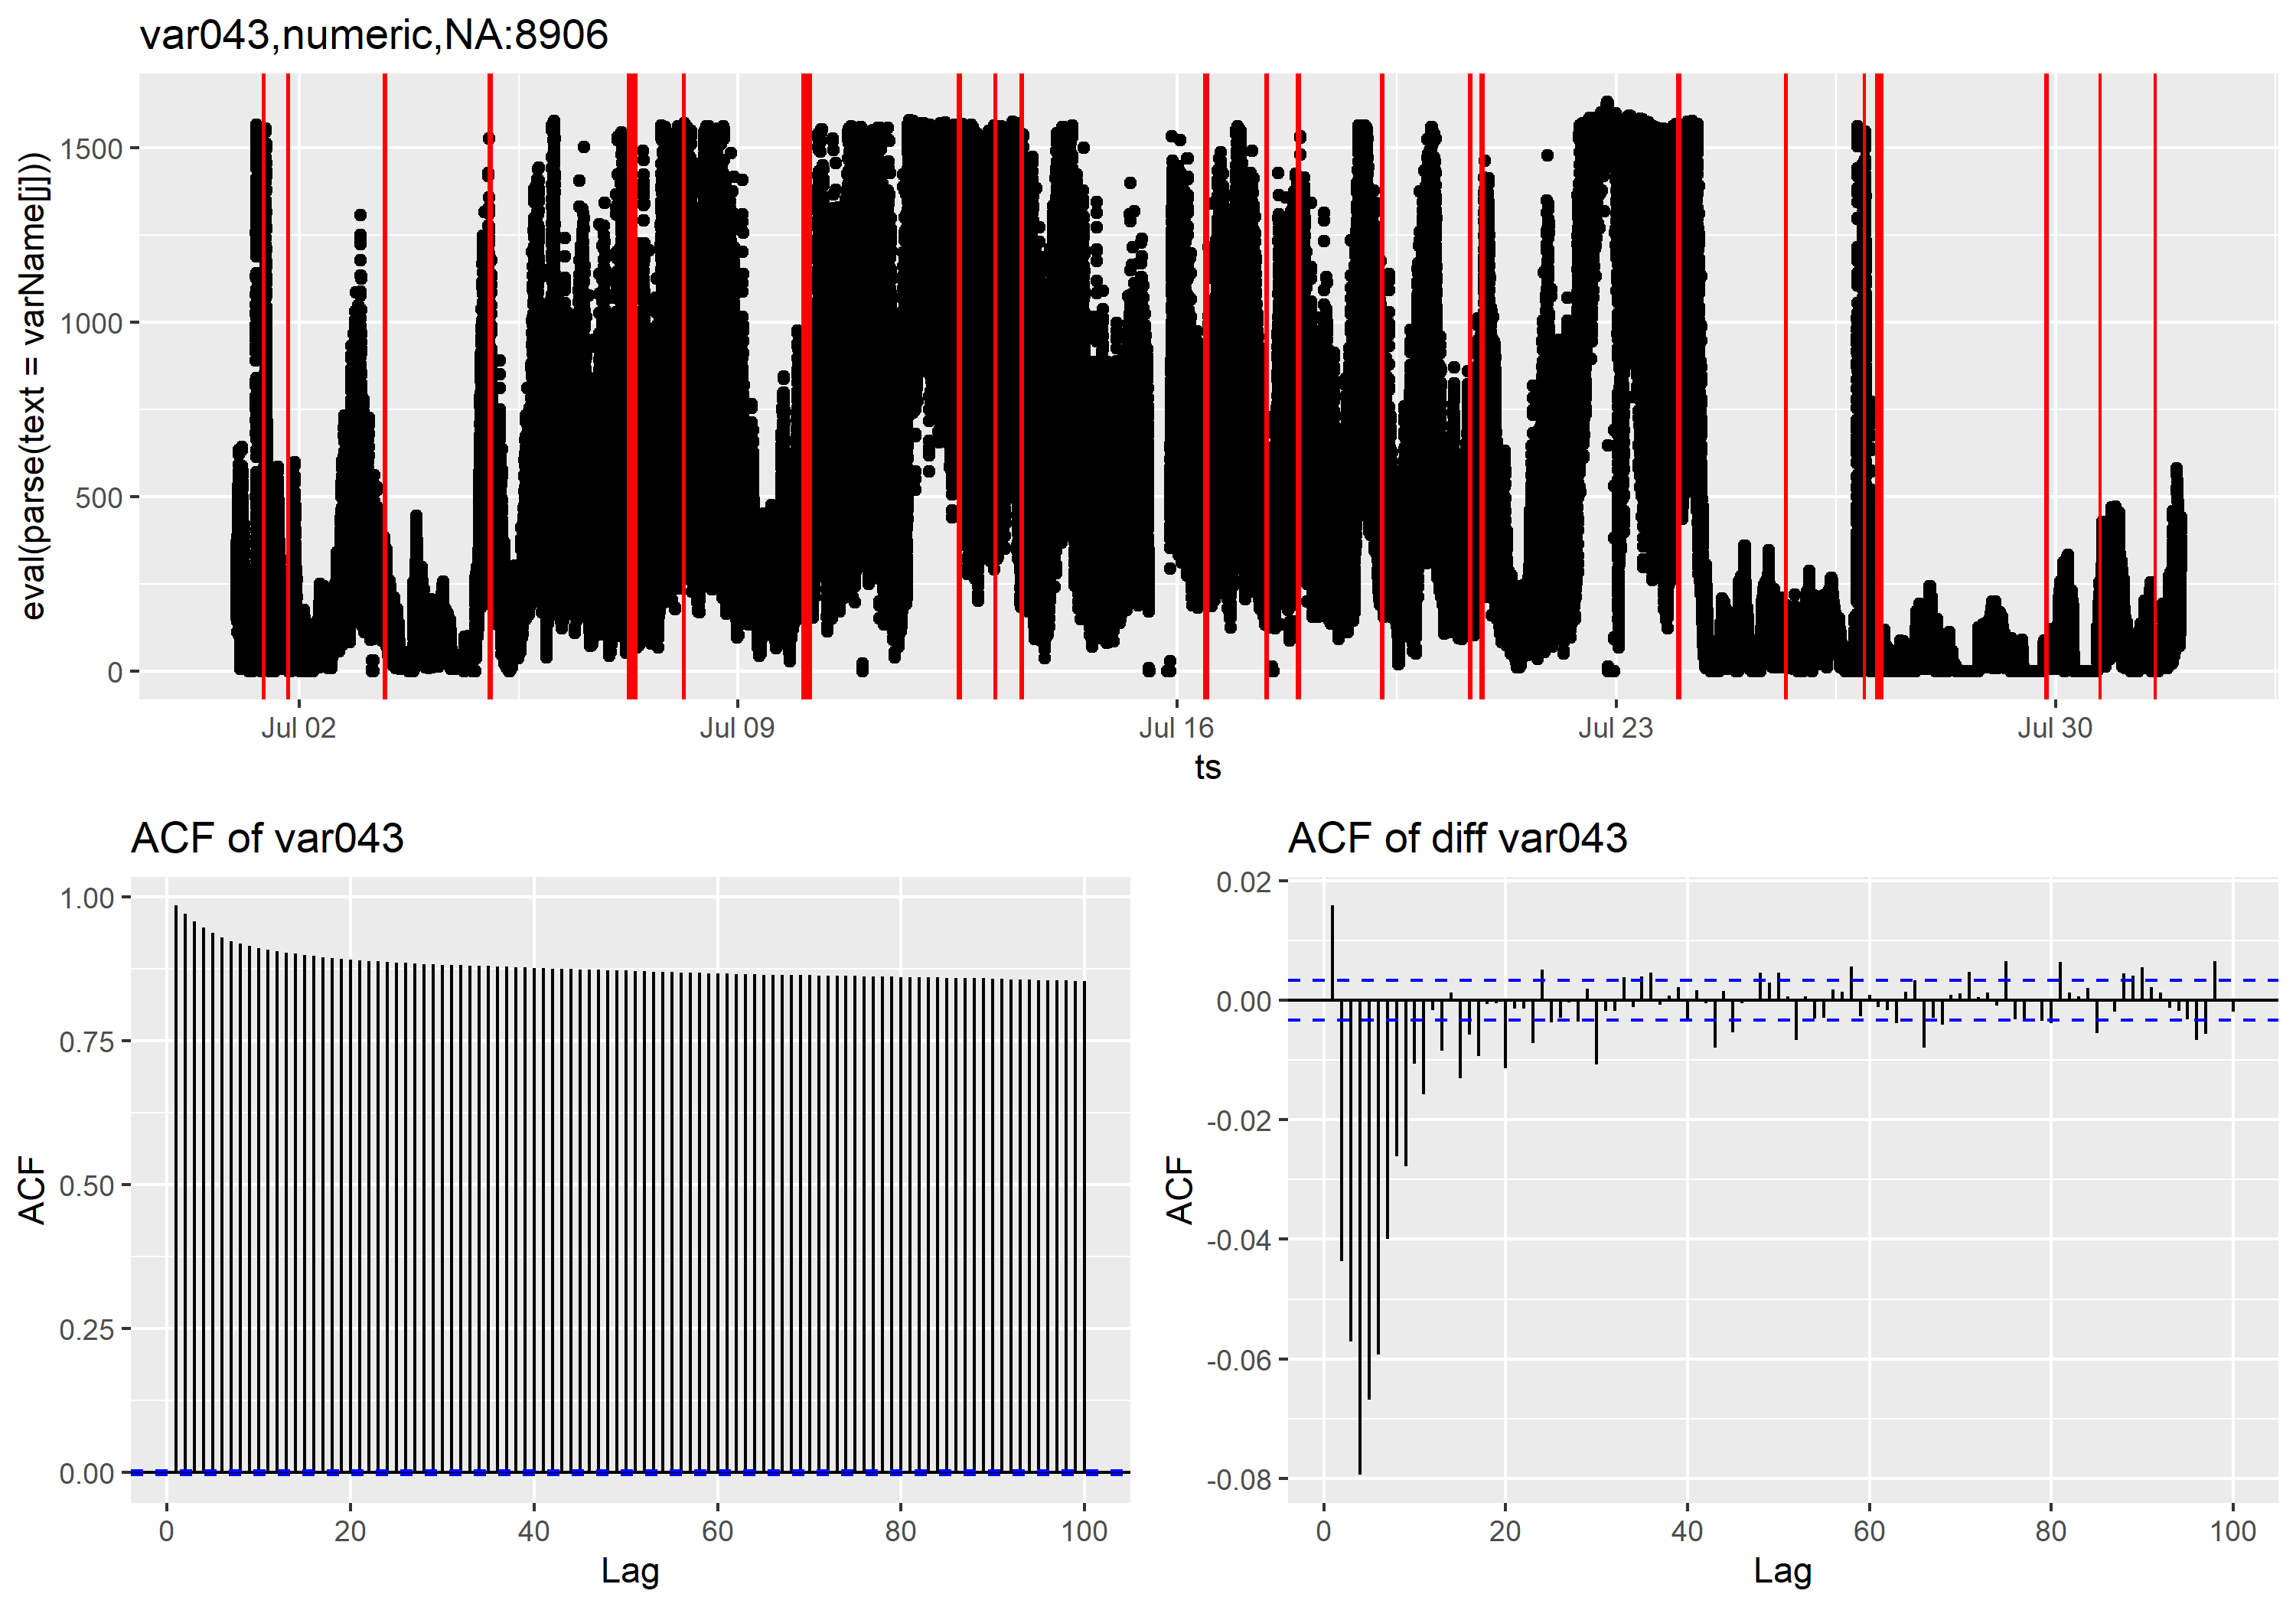 var043,numeric,NA:8906
eval(parse(text = varName[j]))
1500
1000
500
0
Jul 02
Jul 09
Jul 16
Jul 23
Jul 30
ts
ACF of var043
ACF
1.00
0.75
0.50
0.25
0.00
0
20
40
60
80
100
Lag
ACF of diff var043
ACF
0.02
0.00
-0.02
-0.04
-0.06
-0.08
0
20
40
60
80
100
Lag